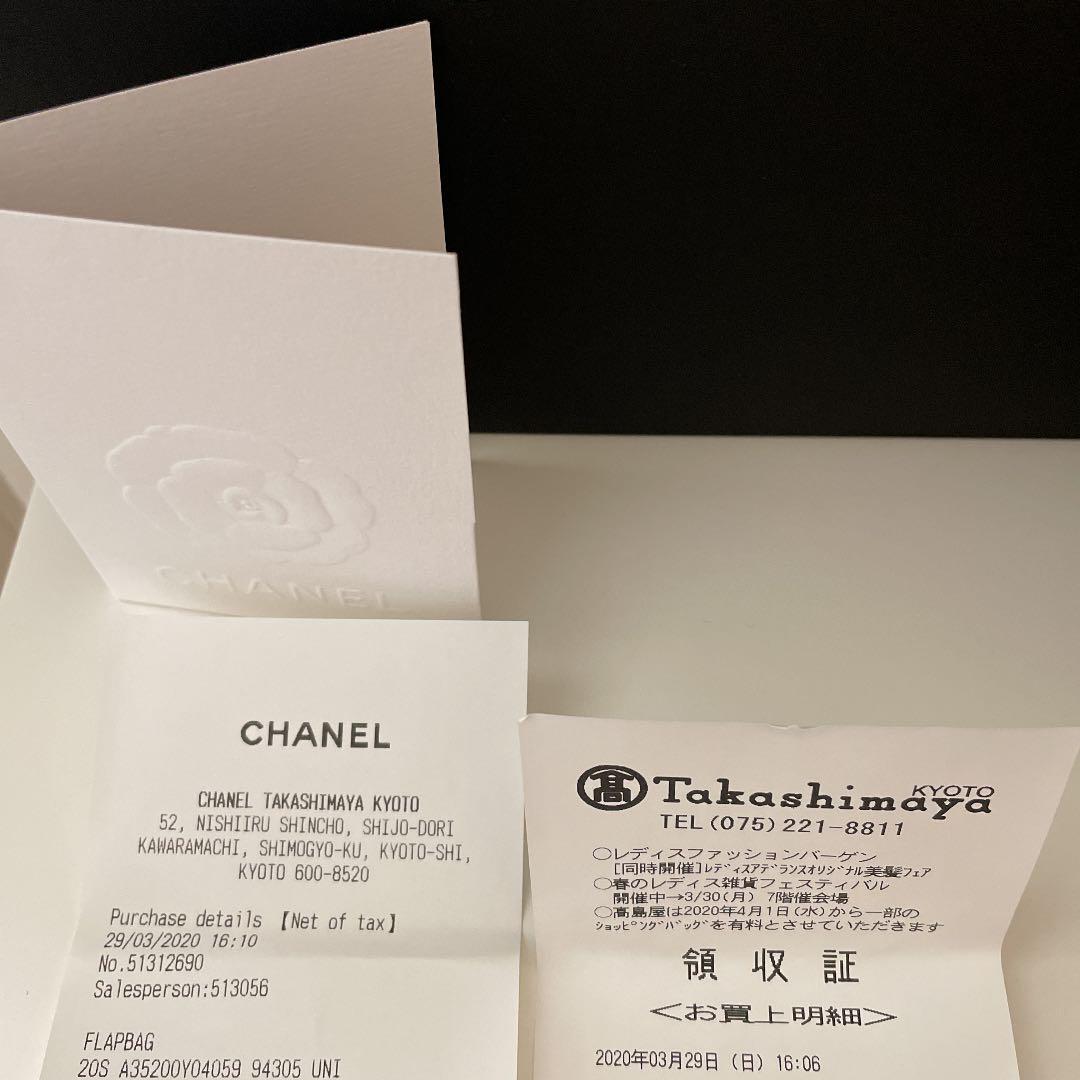 CHANEL
CHANEL
CHANEL TAKASHIMAYA KYOTO
52, NISHIIRU SHINCHO, SHIJO-DORI
KAWARAMACHI, SHIMOGYO-KU, KYOTO-SHI,
KYOTO 600-8520
Purchase details 【Net of tax】
29/03/2020 16:10
No.51312690
Salesperson:513056
FLAPBAG
20S A35200Y04059 94305 UNI
髙 Takashimaya KYOTO
TEL(075)221-8811
○レディスファッションバーゲン
[同時開催]ﾚﾃﾞｨｽｱﾃﾞﾗﾝｽｵﾘｼﾞﾅﾙ美髪ﾌｪｱ
○春のレディス雑貨フェスティバル
開催中→3/30(月) 7階催会場
○髙島屋は2020年4月1日(水)から一部の
ｼｮｯﾋﾟﾝｸﾞﾊﾞｯｸﾞを有料とさせていただきます
領収証
<お買上明細>
2020年03月29日（日）16:06